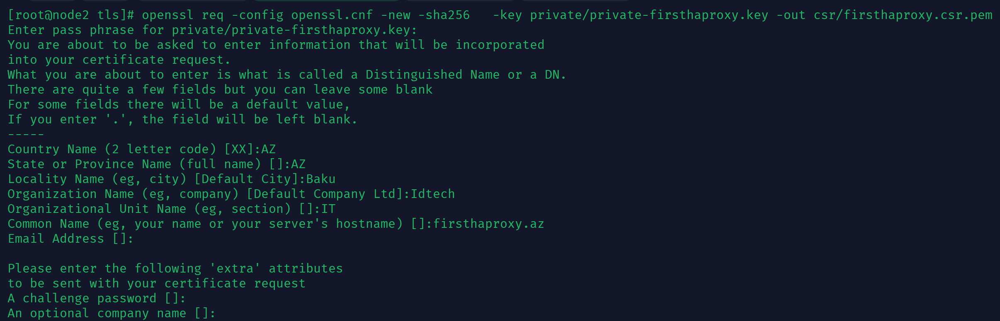 [root@node2 tls]# openssl req -config openssl.cnf -new -sha256   -key private/private-firsthaproxy.key -out csr/firsthaproxy.csr.pem
Enter pass phrase for private/private-firsthaproxy.key:
You are about to be asked to enter information that will be incorporated
into your certificate request.
What you are about to enter is what is called a Distinguished Name or a DN.
There are quite a few fields but you can leave some blank
For some fields there will be a default value,
If you enter '.', the field will be left blank.
-----
Country Name (2 letter code) [XX]:AZ
State or Province Name (full name) []:AZ
Locality Name (eg, city) [Default City]:Baku
Organization Name (eg, company) [Default Company Ltd]:Idtech
Organizational Unit Name (eg, section) []:IT
Common Name (eg, your name or your server's hostname) []:firsthaproxy.az
Email Address []:
Please enter the following 'extra' attributes
to be sent with your certificate request
A challenge password []:
An optional company name []: